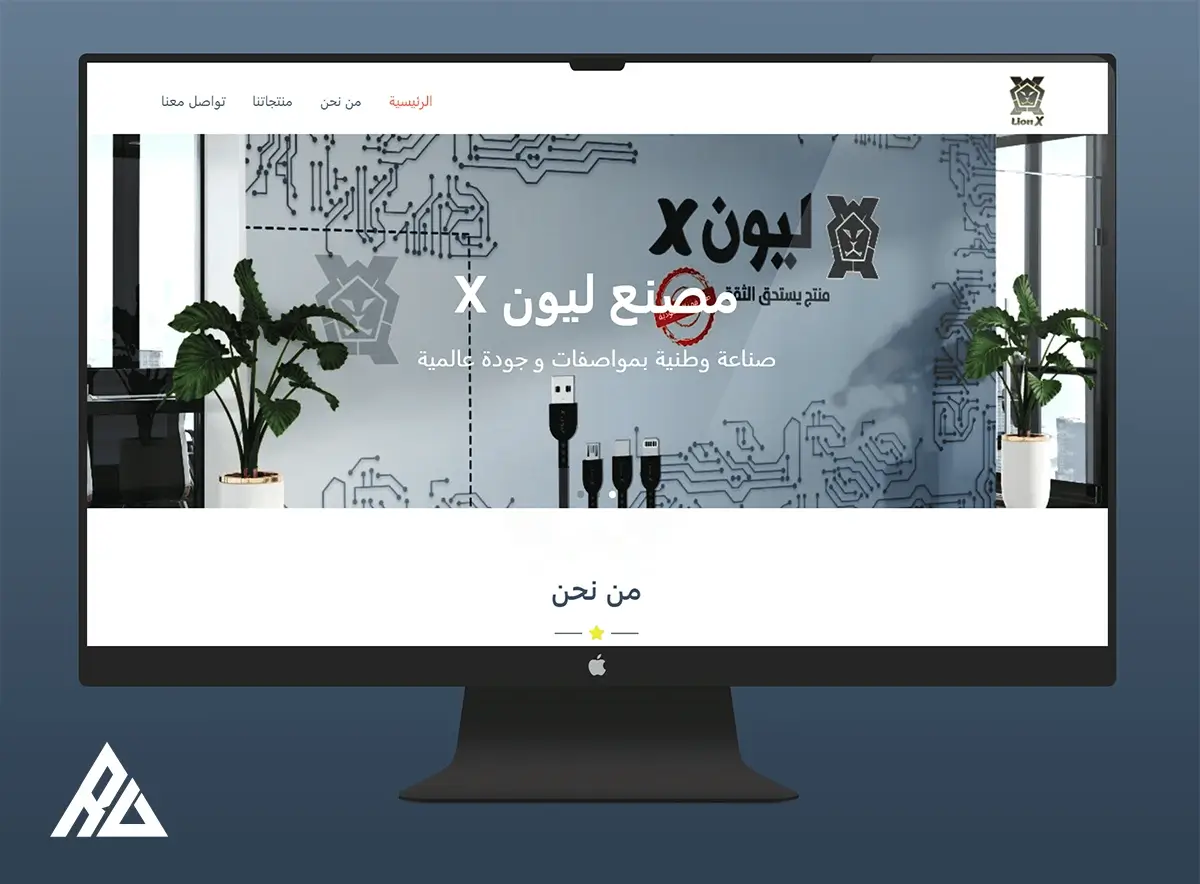 الرئيسية من نحن منتجاتنا تواصل معنا
Lion X
ليون X
منتج يستحق الثقة
مصنع ليون X
صناعة وطنية بمواصفات و جودة عالمية
من نحن